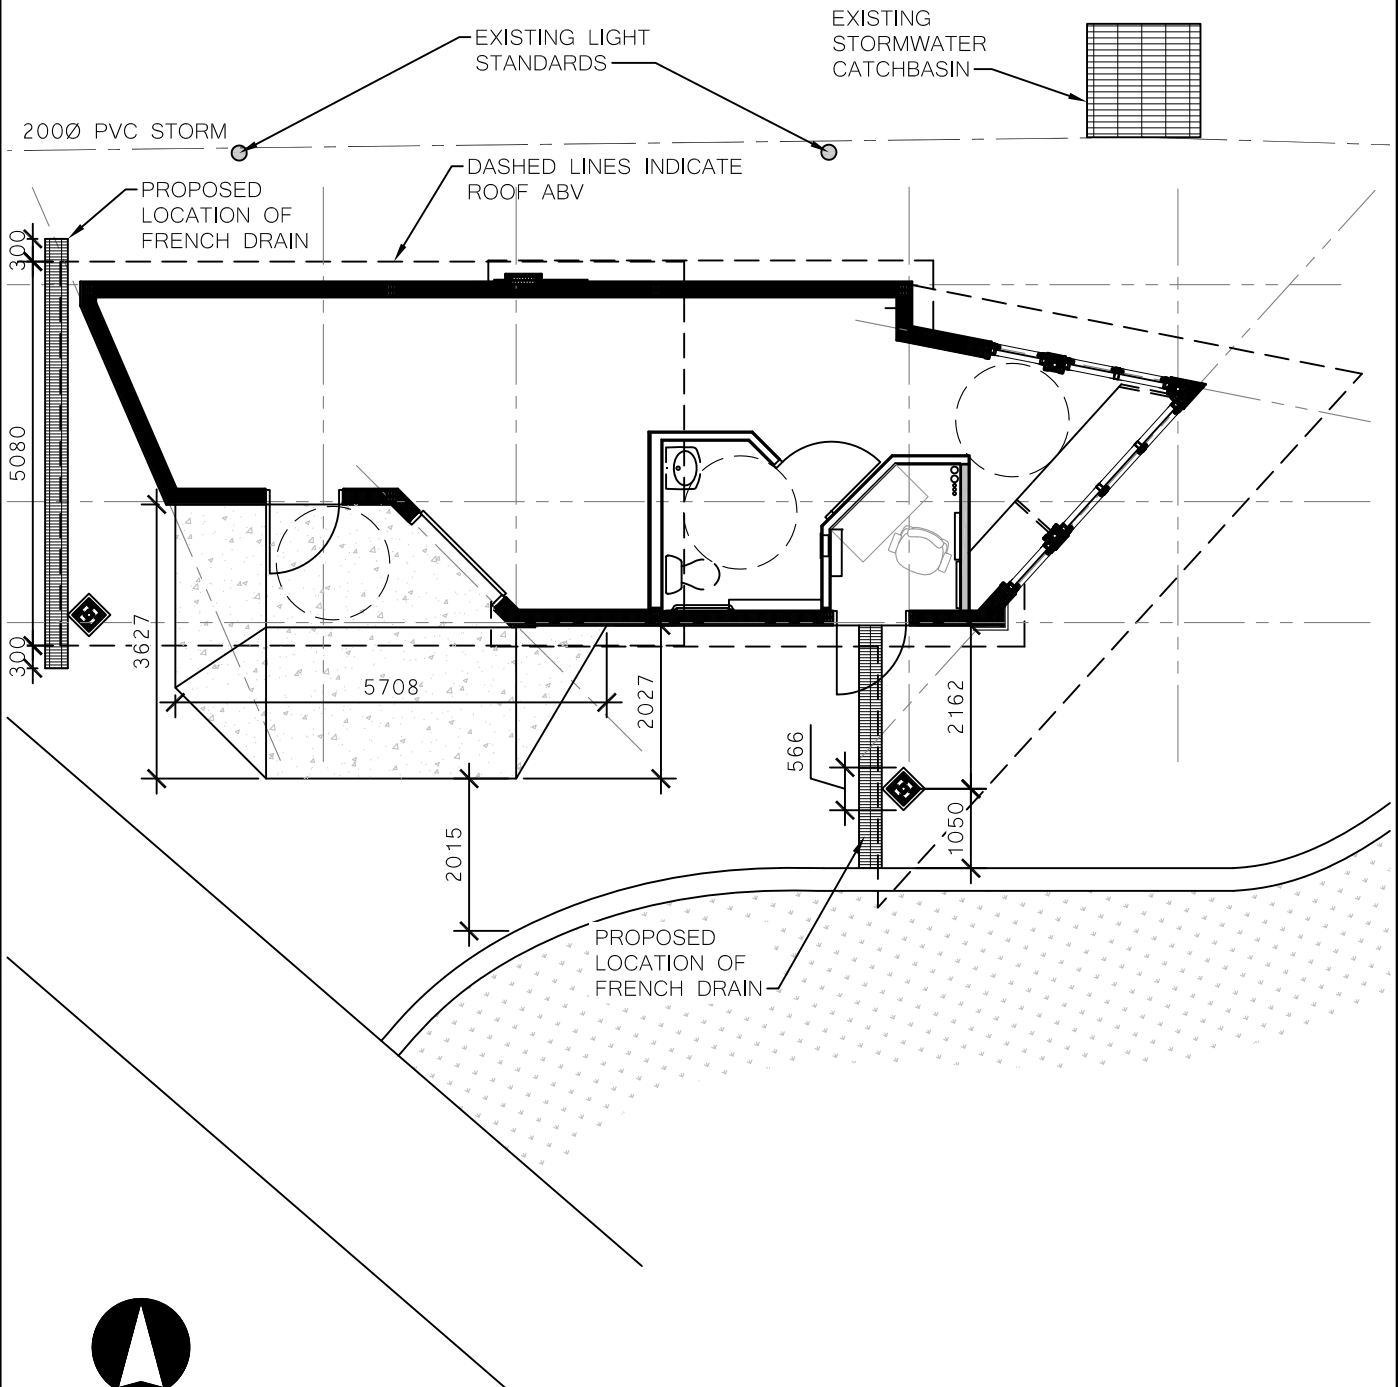 EXISTING LIGHT
STANDARDS
EXISTING
STORMWATER
CATCHBASIN
200Ø PVC STORM
DASHED LINES INDICATE
ROOF ABV
PROPOSED
LOCATION OF
FRENCH DRAIN
300
5080
300
3627
5708
2027
2015
566
2162
1050
PROPOSED
LOCATION OF
FRENCH DRAIN